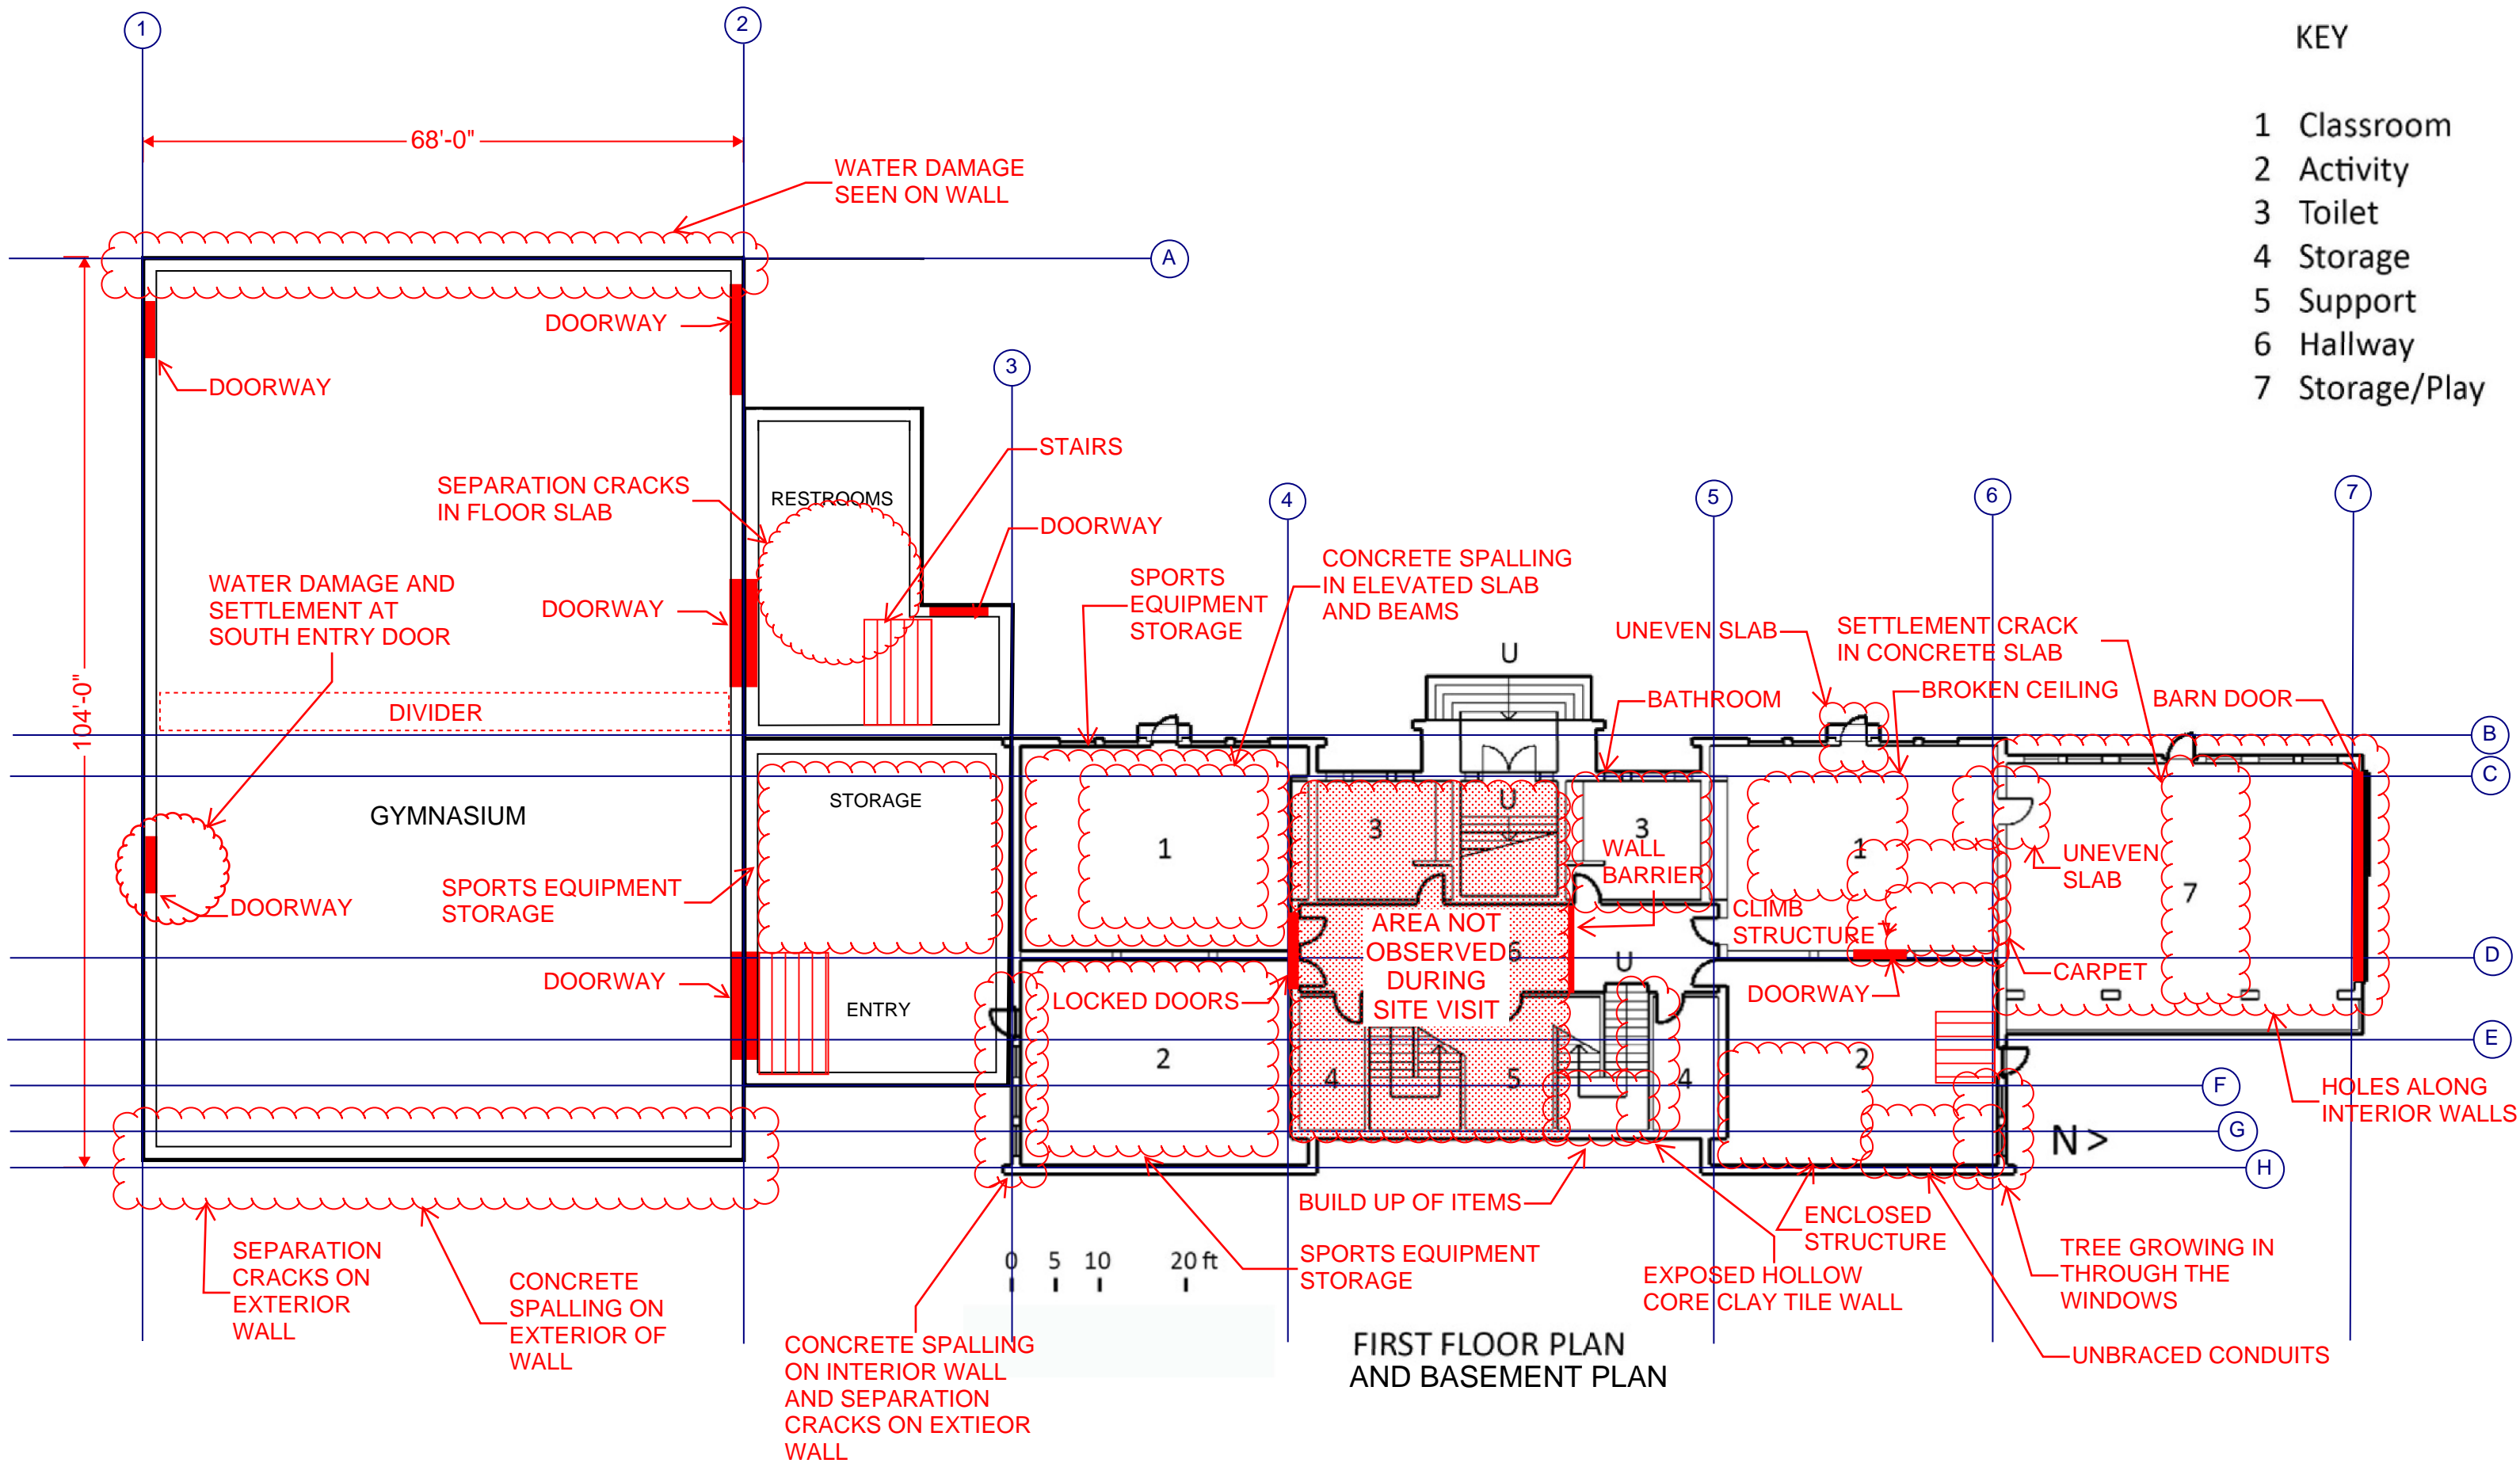 1
2
KEY
1 Classroom
2 Activity
3 Toilet
4 Storage
5 Support
6 Hallway
7 Storage/Play
68'-0"
WATER DAMAGE
SEEN ON WALL
A
DOORWAY
DOORWAY
3
STAIRS
SEPARATION CRACKS
IN FLOOR SLAB
RESTROOMS
DOORWAY
4
5
6
7
WATER DAMAGE AND
SETTLEMENT AT
SOUTH ENTRY DOOR
DOORWAY
SPORTS
EQUIPMENT
STORAGE
CONCRETE SPALLING
IN ELEVATED SLAB
AND BEAMS
U
UNEVEN SLAB
SETTLEMENT CRACK
IN CONCRETE SLAB
BATHROOM
BROKEN CEILING
BARN DOOR
104'-0"
DIVIDER
B
C
GYMNASIUM
STORAGE
1
3
U
3
WALL
BARRIER
1
UNEVEN
SLAB
7
SPORTS EQUIPMENT
STORAGE
DOORWAY
CLIMB
STRUCTURE
AREA NOT
OBSERVED
DURING
SITE VISIT
6
U
D
CARPET
DOORWAY
DOORWAY
LOCKED DOORS
ENTRY
E
2
4
5
4
2
F
HOLES ALONG
INTERIOR WALLS
G
N >
H
BUILD UP OF ITEMS
ENCLOSED
STRUCTURE
SEPARATION
CRACKS ON
EXTERIOR
WALL
CONCRETE
SPALLING ON
EXTERIOR OF
WALL
0 5 10 20 ft
SPORTS EQUIPMENT
STORAGE
EXPOSED HOLLOW
CORE CLAY TILE WALL
TREE GROWING IN
THROUGH THE
WINDOWS
CONCRETE SPALLING
ON INTERIOR WALL
AND SEPARATION
CRACKS ON EXTIEOR
WALL
FIRST FLOOR PLAN
AND BASEMENT PLAN
UNBRACED CONDUITS